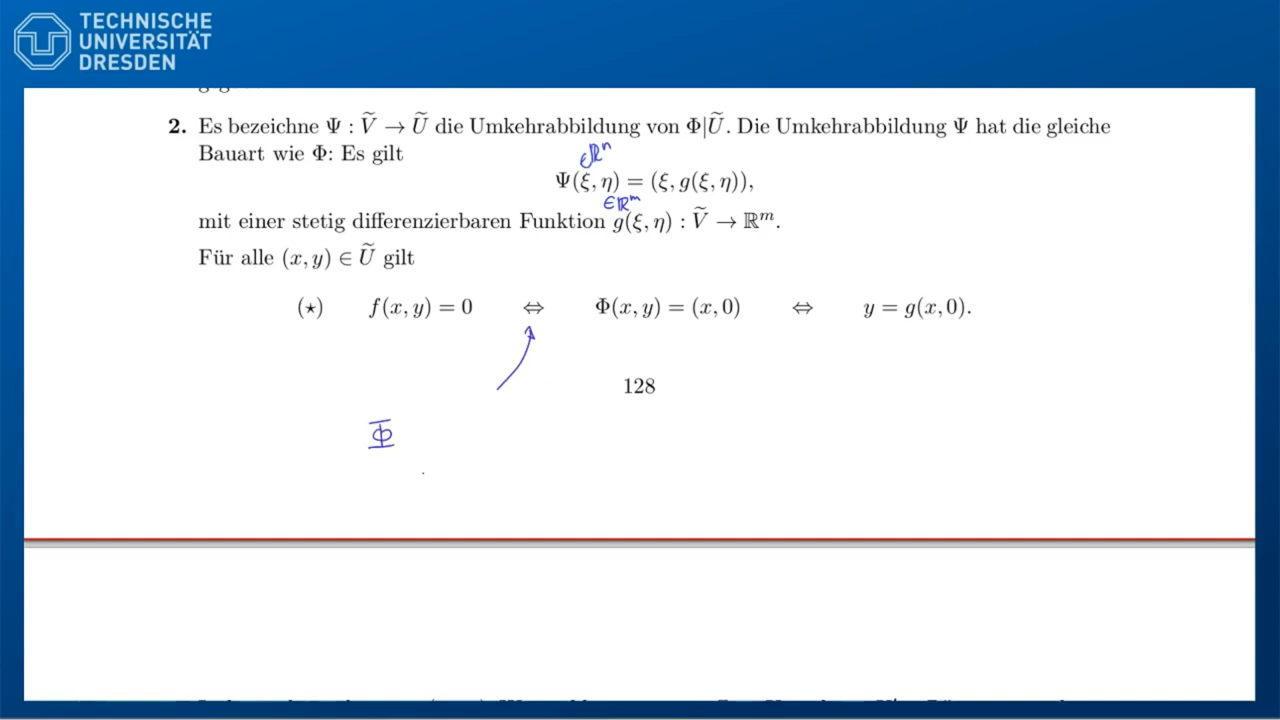 TECHNISCHE
UNIVERSITÄT
DRESDEN
2. Es bezeichne Ψ : Ṽ → Ũ die Umkehrabbildung von Φ|Ũ. Die Umkehrabbildung Ψ hat die gleiche
Bauart wie Φ: Es gilt
∈ℝⁿ
Ψ(ξ, η) = (ξ, g(ξ, η)),
∈ℝᵐ
mit einer stetig differenzierbaren Funktion g(ξ, η) : Ṽ → ℝᵐ.
Für alle (x, y) ∈ Ũ gilt
(⋆) f(x, y) = 0 ⇔ Φ(x, y) = (x, 0) ⇔ y = g(x, 0).
128
Φ